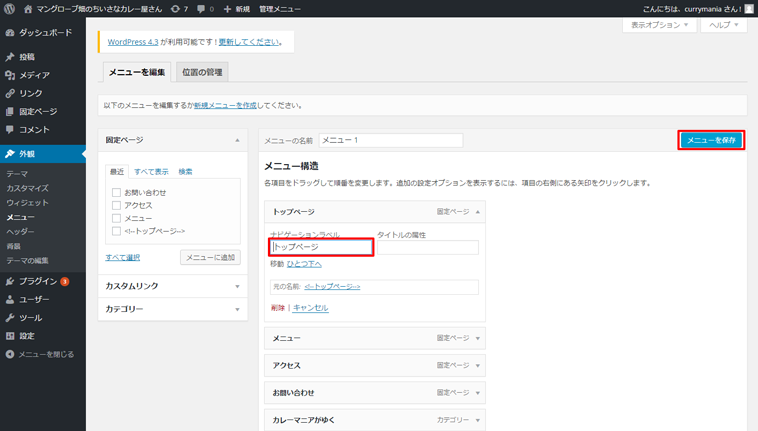 マングローブ畑のちいさなカレー屋さん 7 0 + 新規 管理メニュー こんにちは、currymania さん！
表示オプション ヘルプ
WordPress 4.3 が利用可能です ! 更新してください。
メニューを編集 位置の管理
以下のメニューを編集するか新規メニューを作成してください。
ダッシュボード
投稿
メディア
リンク
固定ページ
コメント
外観
テーマ
カスタマイズ
ウィジェット
メニュー
ヘッダー
背景
テーマの編集
プラグイン 3
ユーザー
ツール
設定
メニューを閉じる
固定ページ
最近 すべて表示 検索
お問い合わせ
アクセス
メニュー
<!--トップページ-->
すべて選択 メニューに追加
カスタムリンク
カテゴリー
メニューの名前 メニュー 1 メニューを保存
メニュー構造
各項目をドラッグして順番を変更します。追加の設定オプションを表示するには、項目の右側にある矢印をクリックします。
トップページ 固定ページ
ナビゲーションラベル タイトルの属性
トップページ
移動 ひとつ下へ
元の名前: <!--トップページ-->
削除 | キャンセル
メニュー 固定ページ
アクセス 固定ページ
お問い合わせ 固定ページ
カレーマニアがゆく カテゴリー